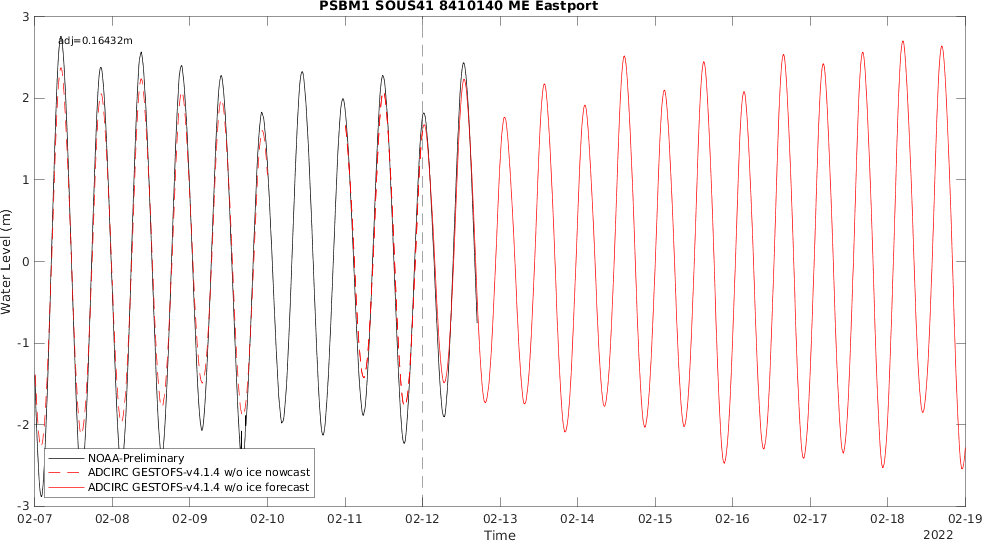 PSBM1 SOUS41 8410140 ME Eastport
adj=0.16432m
3
2
1
0
-1
-2
-3
Water Level (m)
NOAA-Preliminary
ADCIRC GESTOFS-v4.1.4 w/o ice nowcast
ADCIRC GESTOFS-v4.1.4 w/o ice forecast
02-07 02-08 02-09 02-10 02-11 02-12 02-13 02-14 02-15 02-16 02-17 02-18 02-19
Time
2022